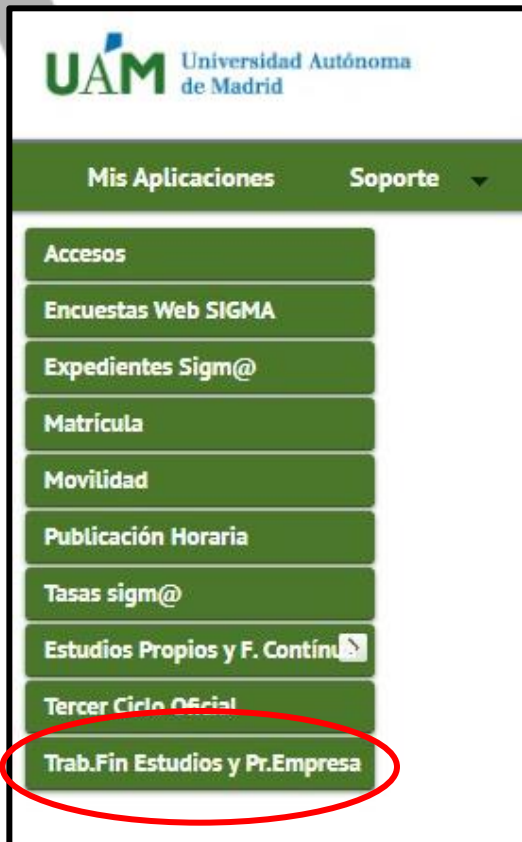 UAM Universidad Autónoma
de Madrid
Mis Aplicaciones Soporte
Accesos
Encuestas Web SIGMA
Expedientes Sigm@
Matrícula
Movilidad
Publicación Horaria
Tasas sigm@
Estudios Propios y F. Contínu
Tercer Ciclo Oficial
Trab.Fin Estudios y Pr.Empresa